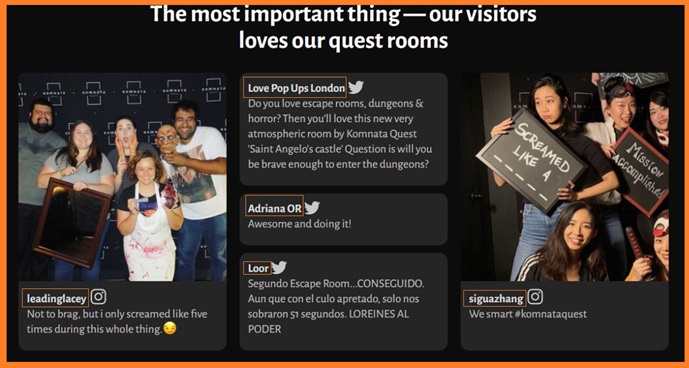 The most important thing — our visitors
loves our quest rooms
leadinglacey
Not to brag, but i only screamed like five
times during this whole thing.😏
Love Pop Ups London
Do you love escape rooms, dungeons &
horror? Then you'll love this new very
atmospheric room by Komnata Quest
'Saint Angelo's castle' Question is will you
be brave enough to enter the dungeons?
Adriana OR
Awesome and doing it!
Loor
Segundo Escape Room...CONSEGUIDO.
Aun que con el culo apretado, solo nos
sobraron 51 segundos. LOREINES AL
PODER
SCREAMED
LIKE A
Mission
Accomplished
siguazhang
We smart #komnataquest